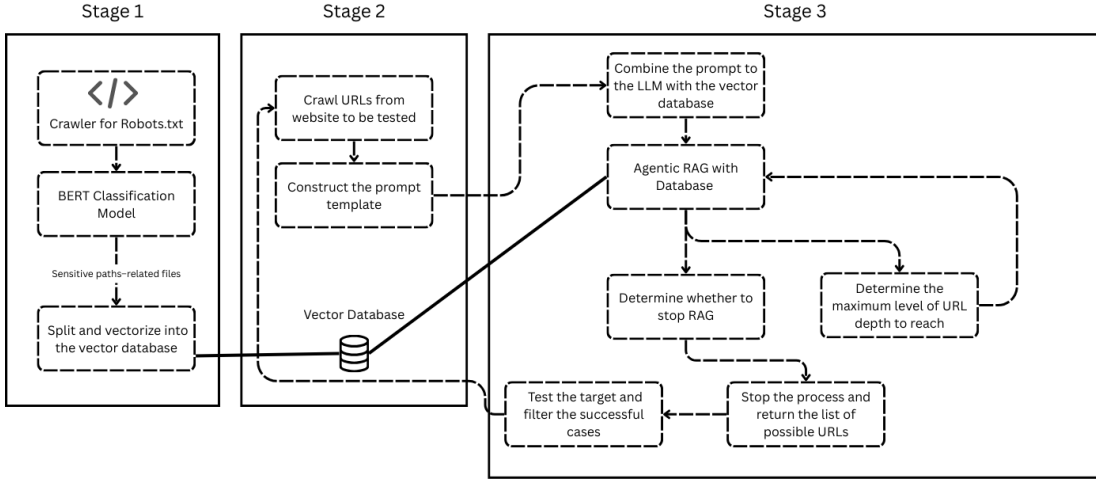 Stage 1
Stage 2
Stage 3
</>
Crawler for Robots.txt
BERT Classification
Model
Sensitive paths-related files
Split and vectorize into
the vector database
Crawl URLs from
website to be tested
Construct the prompt
template
Vector Database
Combine the prompt to
the LLM with the vector
database
Agentic RAG with
Database
Determine whether to
stop RAG
Determine the
maximum level of URL
depth to reach
Test the target and
filter the successful
cases
Stop the process and
return the list of
possible URLs